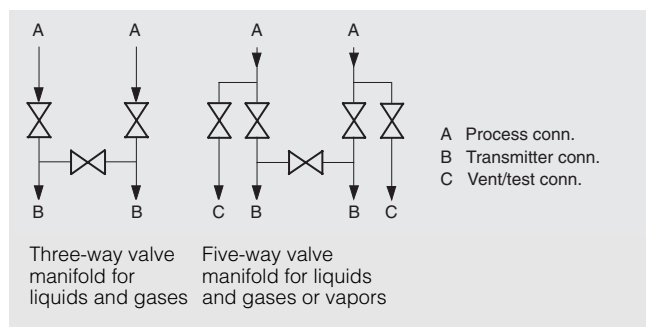 A A A A
A Process conn.
B Transmitter conn.
C Vent/test conn.
B B C B B C
Three-way valve
manifold for
liquids and gases
Five-way valve
manifold for liquids
and gases or vapors